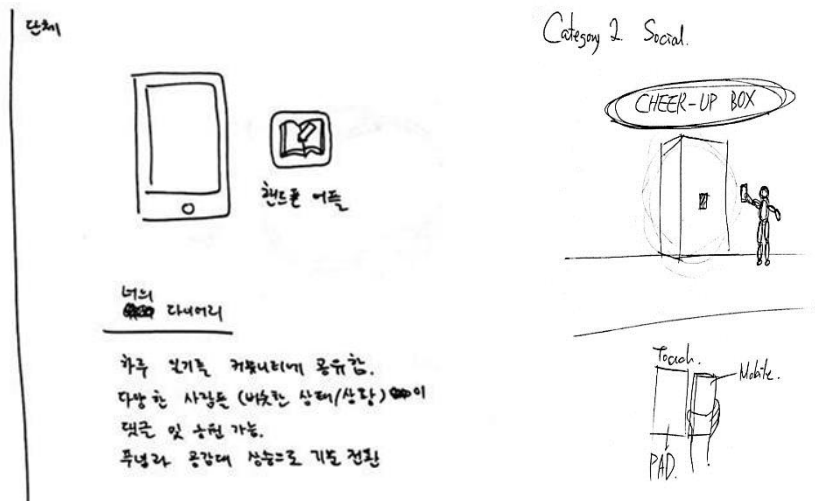 단체
핸드폰 어플
너의 다이어리
하루 일기를 커뮤니티에 공유함.
다양한 사람들 (비슷한 상태/상황) 이
댓글 및 응원 가능.
푸념과 공감대 상승으로 기분 전환
Category 2. Social.
CHEER-UP BOX
Touch.
Mobile.
PAD.